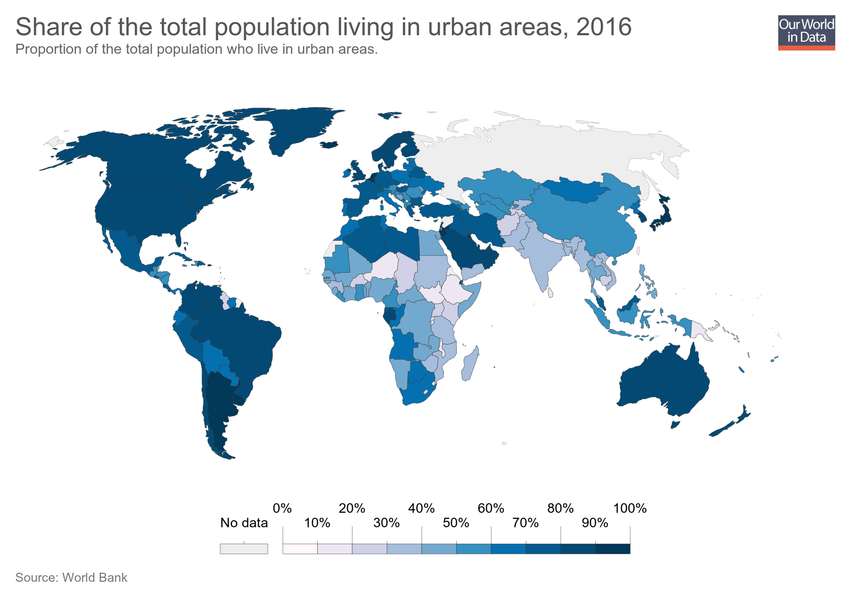 Share of the total population living in urban areas, 2016
Proportion of the total population who live in urban areas.
Our World
in Data
0% 20% 40% 60% 80% 100%
No data 10% 30% 50% 70% 90%
Source: World Bank